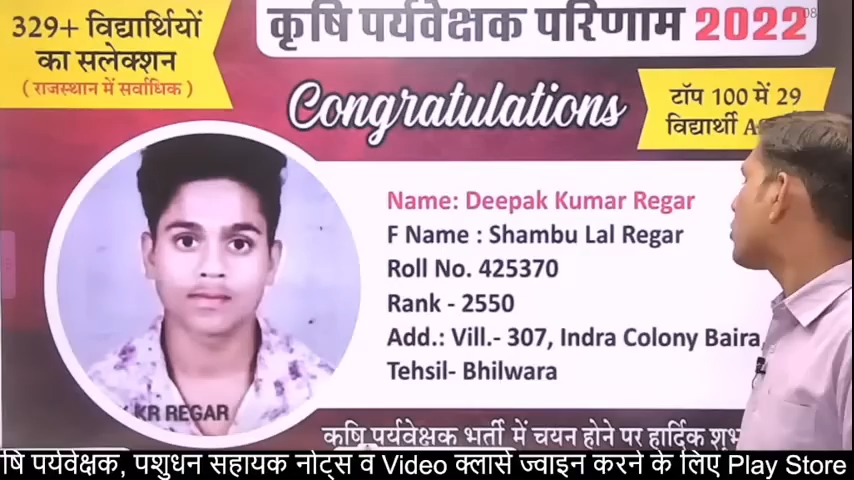 329+ विद्यार्थियों
का सलेक्शन
( राजस्थान में सर्वाधिक )
कृषि पर्यवेक्षक परिणाम 2022
Congratulations
टॉप 100 में 29
विद्यार्थी
Name: Deepak Kumar Regar
F Name : Shambu Lal Regar
Roll No. 425370
Rank - 2550
Add.: Vill.- 307, Indra Colony Baira
Tehsil- Bhilwara
KR REGAR
कृषि पर्यवेक्षक भर्ती में चयन होने पर हार्दिक
पर्यवेक्षक, पशुधन सहायक नोट्स व Video क्लासे ज्वाइन करने के लिए Play Store